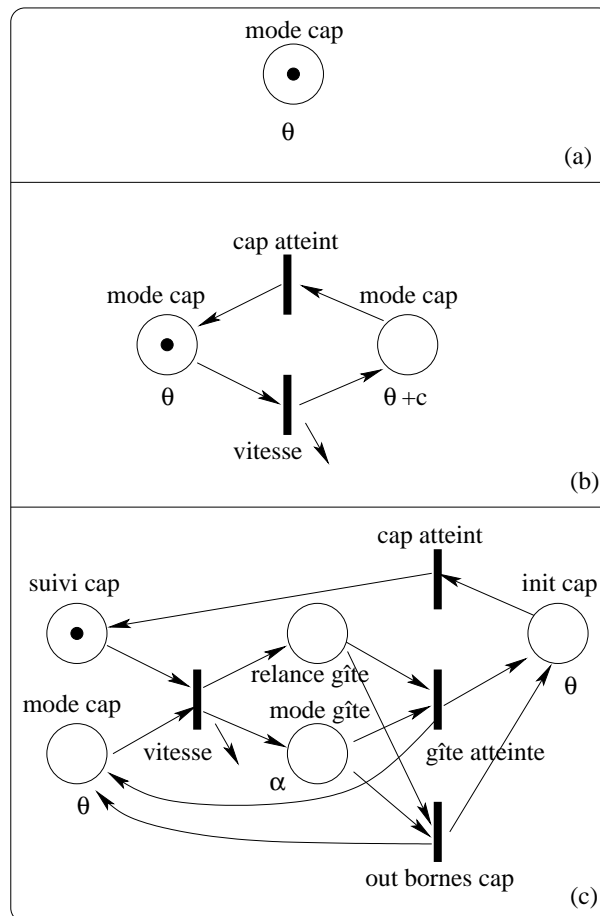 mode cap
θ
(a)
cap atteint
mode cap
mode cap
θ
θ +c
vitesse
(b)
cap atteint
suivi cap
init cap
relance gîte
θ
mode cap
mode gîte
vitesse
gîte atteinte
α
θ
out bornes cap
(c)